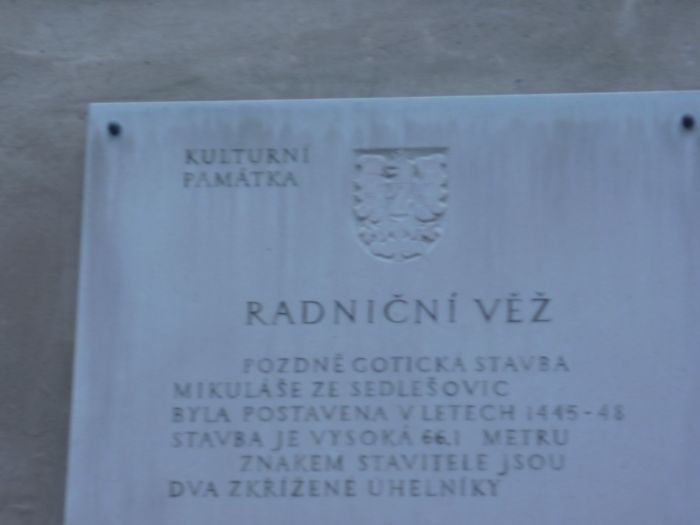 KULTURNÍ
PAMÁTKA
RADNIČNÍ VĚŽ
POZDNĚ GOTICKÁ STAVBA
MIKULÁŠE ZE SEDLEŠOVIC
BYLA POSTAVENA V LETECH 1445-48
STAVBA JE VYSOKÁ 66,1 METRU
ZNAKEM STAVITELE JSOU
DVA ZKŘÍŽENÉ ÚHELNÍKY